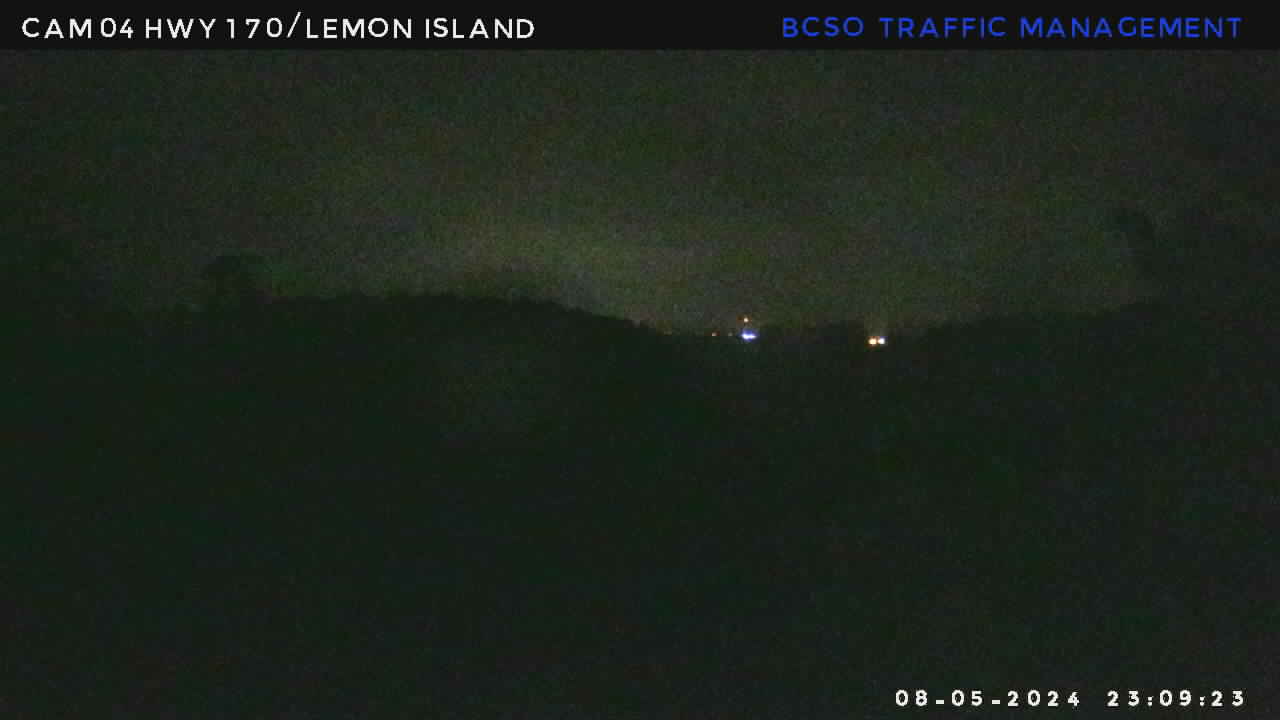 CAM04 HWY 170/LEMON ISLAND
BCSO TRAFFIC MANAGEMENT
08-05-2024 23:09:23